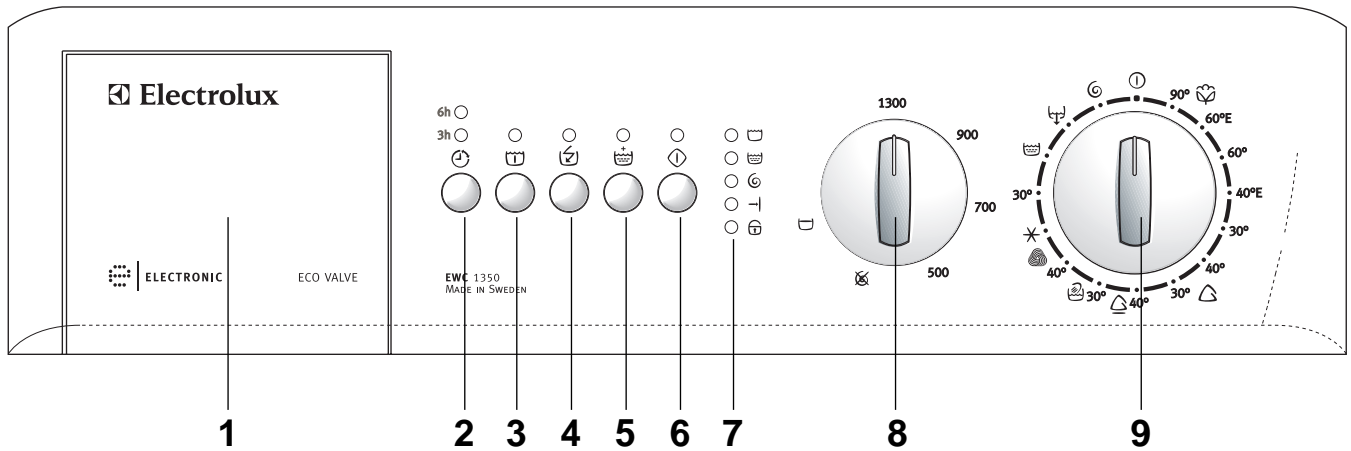 Electrolux
ELECTRONIC
ECO VALVE
6h
3h
EWC 1350
MADE IN SWEDEN
1300
900
700
500
90°
60°E
60°
40°E
30°
40°
30°
40°
30°
40°
30°
1 2 3 4 5 6 7 8 9